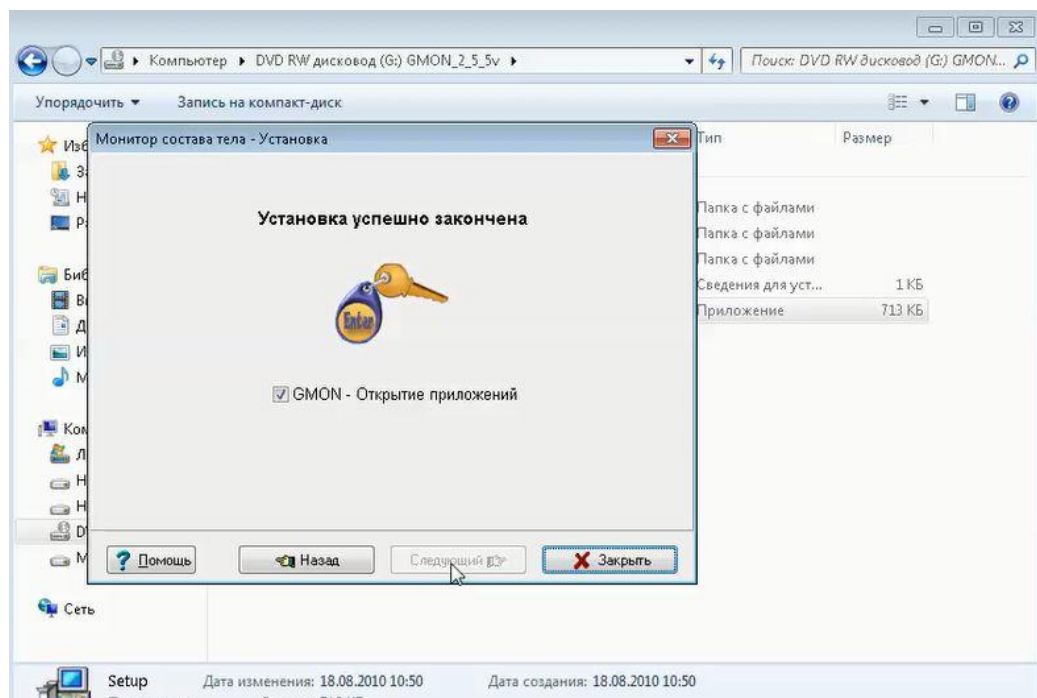 Компьютер ▸ DVD RW дисковод (G:) GMON_2_5_5v ▸
Поиск: DVD RW дисковод (G:) GMON...
Упорядочить Запись на компакт-диск
Монитор состава тела - Установка
Тип Размер
Установка успешно закончена
Папка с файлами
Папка с файлами
Папка с файлами
Сведения для уст... 1 КБ
Приложение 713 КБ
Enter
GMON - Открытие приложений
? Помощь Назад Следующий Закрыть
Сеть
Setup Дата изменения: 18.08.2010 10:50 Дата создания: 18.08.2010 10:50